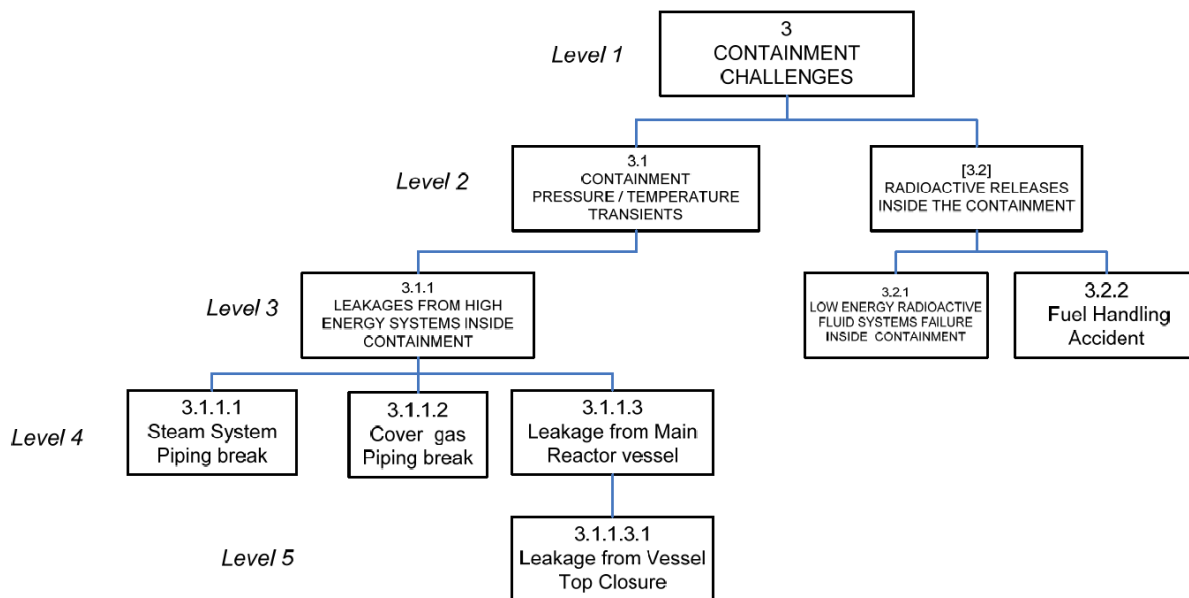 Level 1
3
CONTAINMENT
CHALLENGES
Level 2
3.1
CONTAINMENT
PRESSURE / TEMPERATURE
TRANSIENTS
[3.2]
RADIOACTIVE RELEASES
INSIDE THE CONTAINMENT
Level 3
3.1.1
LEAKAGES FROM HIGH
ENERGY SYSTEMS INSIDE
CONTAINMENT
3.2.1
LOW ENERGY RADIOACTIVE
FLUID SYSTEMS FAILURE
INSIDE CONTAINMENT
3.2.2
Fuel Handling
Accident
Level 4
3.1.1.1
Steam System
Piping break
3.1.1.2
Cover gas
Piping break
3.1.1.3
Leakage from Main
Reactor vessel
Level 5
3.1.1.3.1
Leakage from Vessel
Top Closure